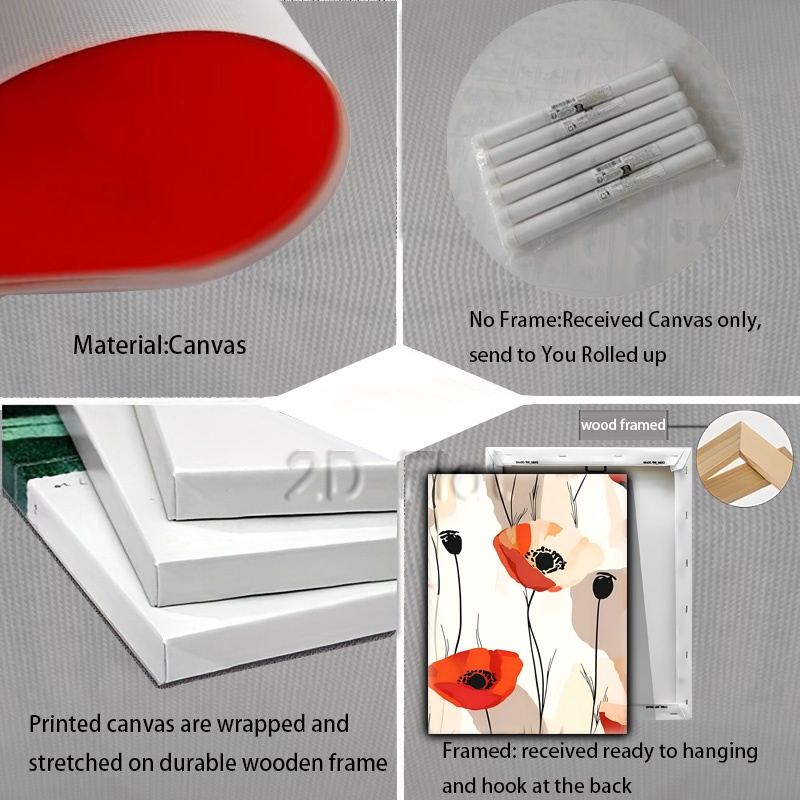 Material:Canvas
No Frame:Received Canvas only,
send to You Rolled up
wood framed
2D
Printed canvas are wrapped and
stretched on durable wooden frame
Framed: received ready to hanging
and hook at the back